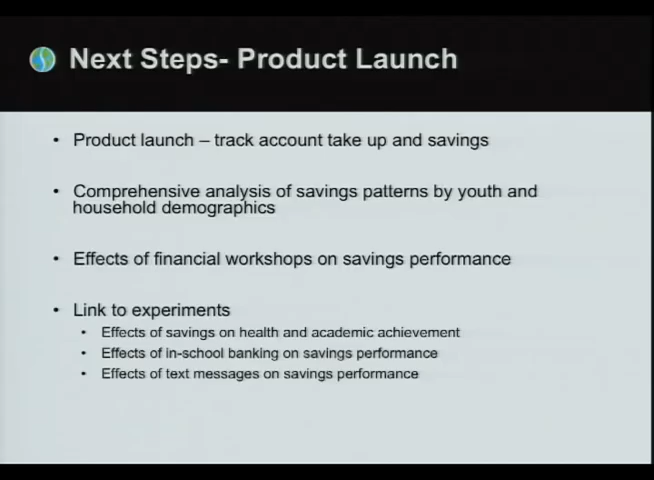 Next Steps- Product Launch
• Product launch – track account take up and savings
• Comprehensive analysis of savings patterns by youth and
household demographics
• Effects of financial workshops on savings performance
• Link to experiments
• Effects of savings on health and academic achievement
• Effects of in-school banking on savings performance
• Effects of text messages on savings performance